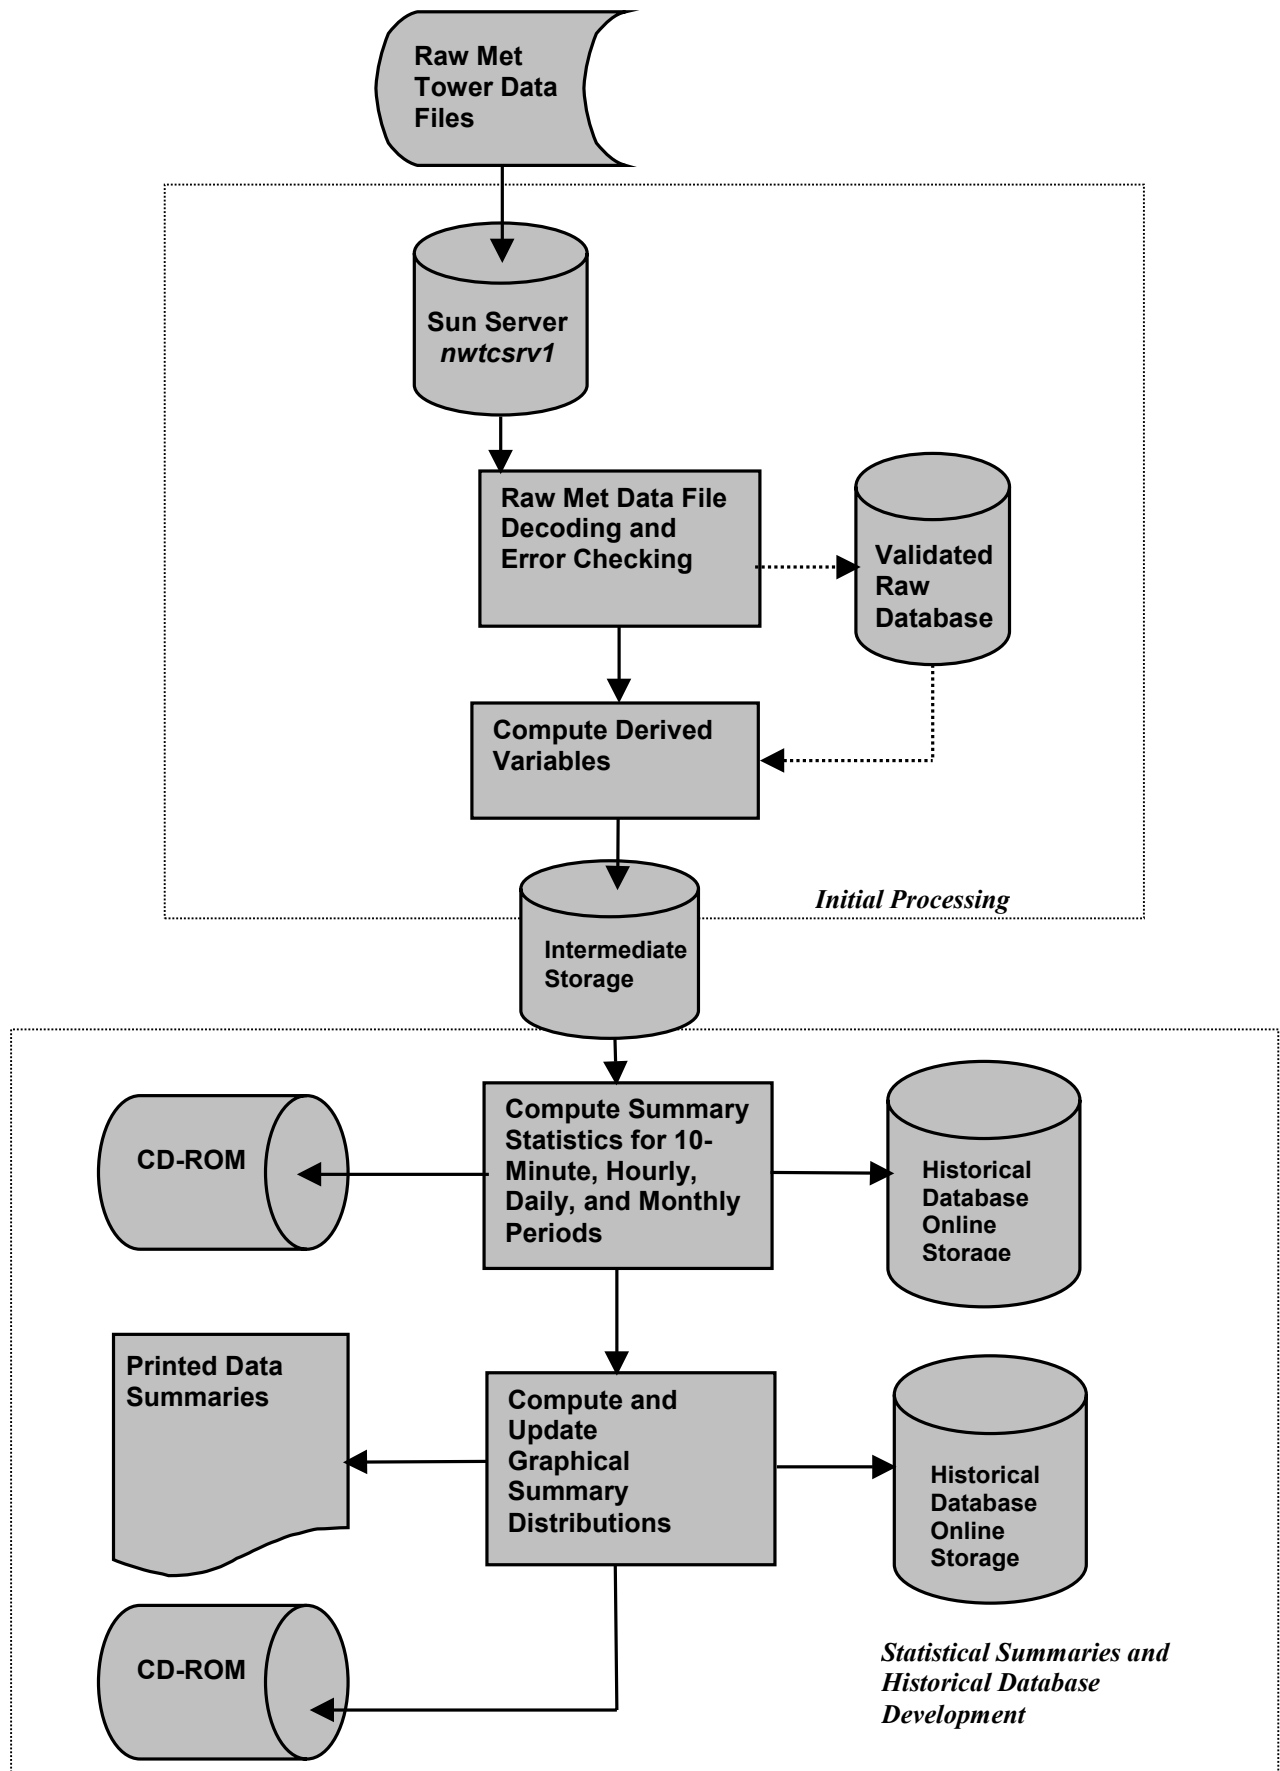 Raw Met
Tower Data
Files
Sun Server
nwtcsrv1
Raw Met Data File
Decoding and
Error Checking
Validated
Raw
Database
Compute Derived
Variables
Initial Processing
Intermediate
Storage
Compute Summary
Statistics for 10-
Minute, Hourly,
Daily, and Monthly
Periods
CD-ROM
Historical
Database
Online
Storage
Printed Data
Summaries
Compute and
Update
Graphical
Summary
Distributions
Historical
Database
Online
Storage
CD-ROM
Statistical Summaries and
Historical Database
Development